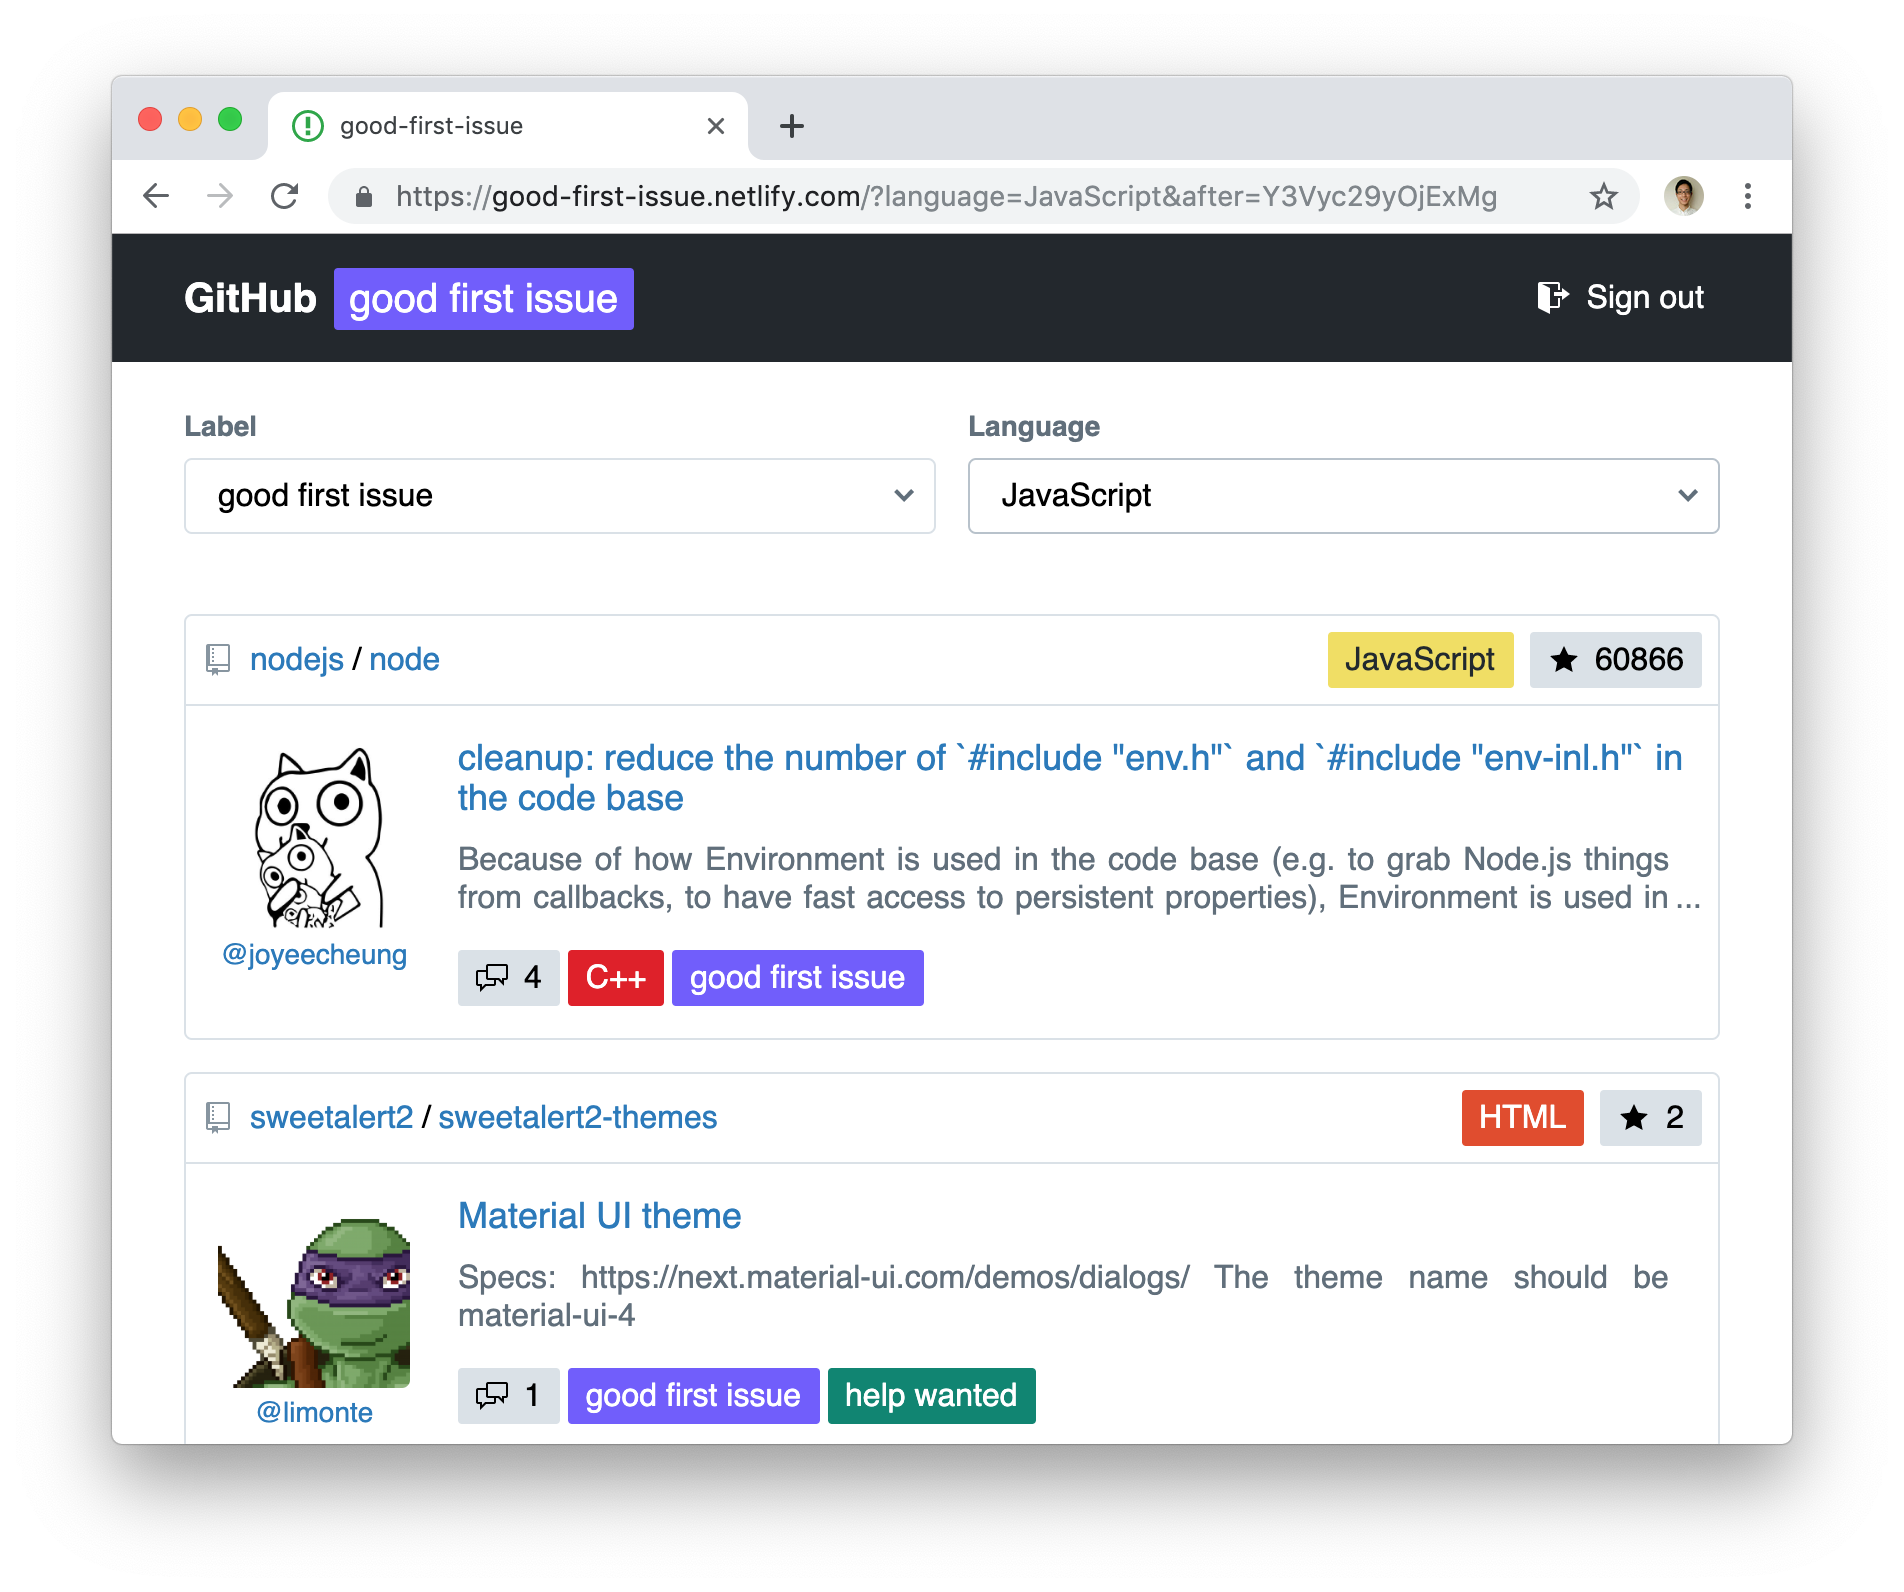 good-first-issue
https://good-first-issue.netlify.com/?language=JavaScript&after=Y3Vyc29yOjExMg
GitHub good first issue
Sign out
Label
Language
good first issue
JavaScript
nodejs / node
JavaScript
60866
cleanup: reduce the number of `#include "env.h"` and `#include "env-inl.h"` in
the code base
Because of how Environment is used in the code base (e.g. to grab Node.js things
from callbacks, to have fast access to persistent properties), Environment is used in ...
@joyeecheung
4
C++
good first issue
sweetalert2 / sweetalert2-themes
HTML
2
Material UI theme
Specs: https://next.material-ui.com/demos/dialogs/ The theme name should be
material-ui-4
@limonte
1
good first issue
help wanted